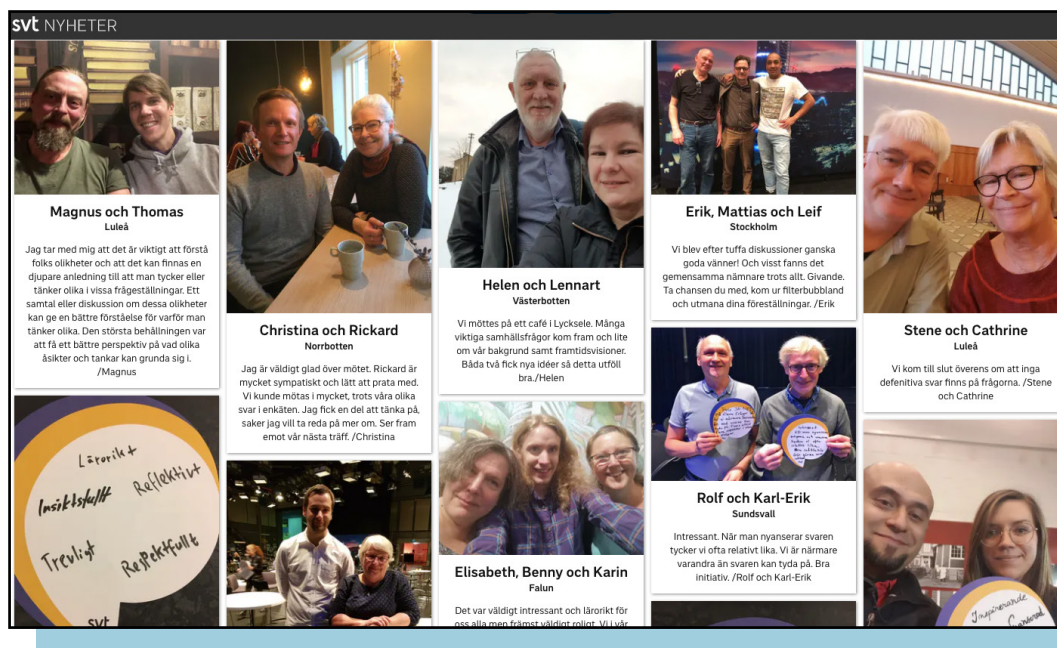 svt NYHETER
Magnus och Thomas
Luleå
Jag tar med mig att det är viktigt att förstå
folks olikheter och att det kan finnas en
djupare anledning till att man tycker eller
tänker olika i vissa frågeställningar. Ett
samtal eller diskussion om dessa olikheter
kan ge en bättre förståelse för varför man
tänker olika. Den största behållningen var
att få ett bättre perspektiv på vad olika
åsikter och tankar kan grunda sig i.
/Magnus
Lärorikt
Insiktsfullt
Reflektivt
Trevligt
Respektfullt
svt
Christina och Rickard
Norrbotten
Jag är väldigt glad över mötet. Rickard är
mycket sympatiskt och lätt att prata med.
Vi kunde mötas i mycket, trots våra olika
svar i enkäten. Jag fick en del att tänka på,
saker jag vill ta reda på mer om. Ser fram
emot vår nästa träff. /Christina
Helen och Lennart
Västerbotten
Vi möttes på ett café i Lycksele. Många
viktiga samhällsfrågor kom fram och lite
om vår bakgrund samt framtidsvisioner.
Båda två fick nya idéer så detta utföll
bra./Helen
Elisabeth, Benny och Karin
Falun
Det var väldigt intressant och lärorikt för
oss alla men främst väldigt roligt. Vi i vår
Erik, Mattias och Leif
Stockholm
Vi blev efter tuffa diskussioner ganska
goda vänner! Och visst fanns det
gemensamma nämnare trots allt. Givande.
Ta chansen du med, kom ur filterbubbland
och utmana dina föreställningar. /Erik
Rolf och Karl-Erik
Sundsvall
Intressant. När man nyanserar svaren
tycker vi ofta relativt lika. Vi är närmare
varandra än svaren kan tyda på. Bra
initiativ. /Rolf och Karl-Erik
Stene och Cathrine
Luleå
Vi kom till slut överens om att inga
defenitiva svar finns på frågorna. /Stene
och Cathrine
Inspirerande